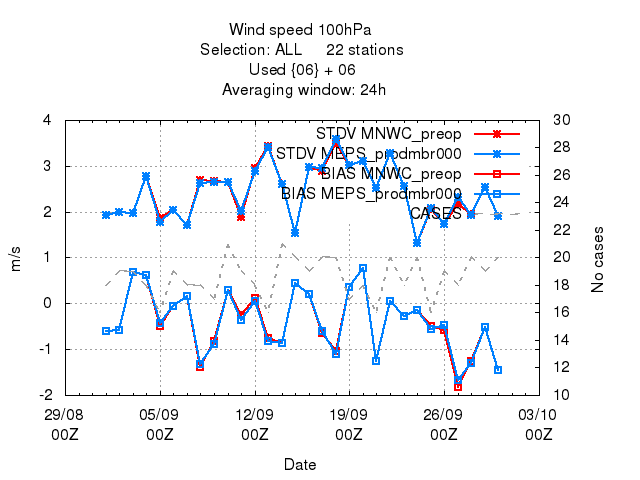 Wind speed 100hPa
Selection: ALL 22 stations
Used {06} + 06
Averaging window: 24h
4 30
STDV MNWC_preop
28
STDV MEPS_prodmbr000
3 26
BIAS MNWC_preop
BIAS MEPS_prodmbr000
24
2 CASES
22
1 20
18
0
16
-1 14
12
-2 10
29/08 05/09 12/09 19/09 26/09 03/10
00Z 00Z 00Z 00Z 00Z 00Z
Date
m/s
No cases